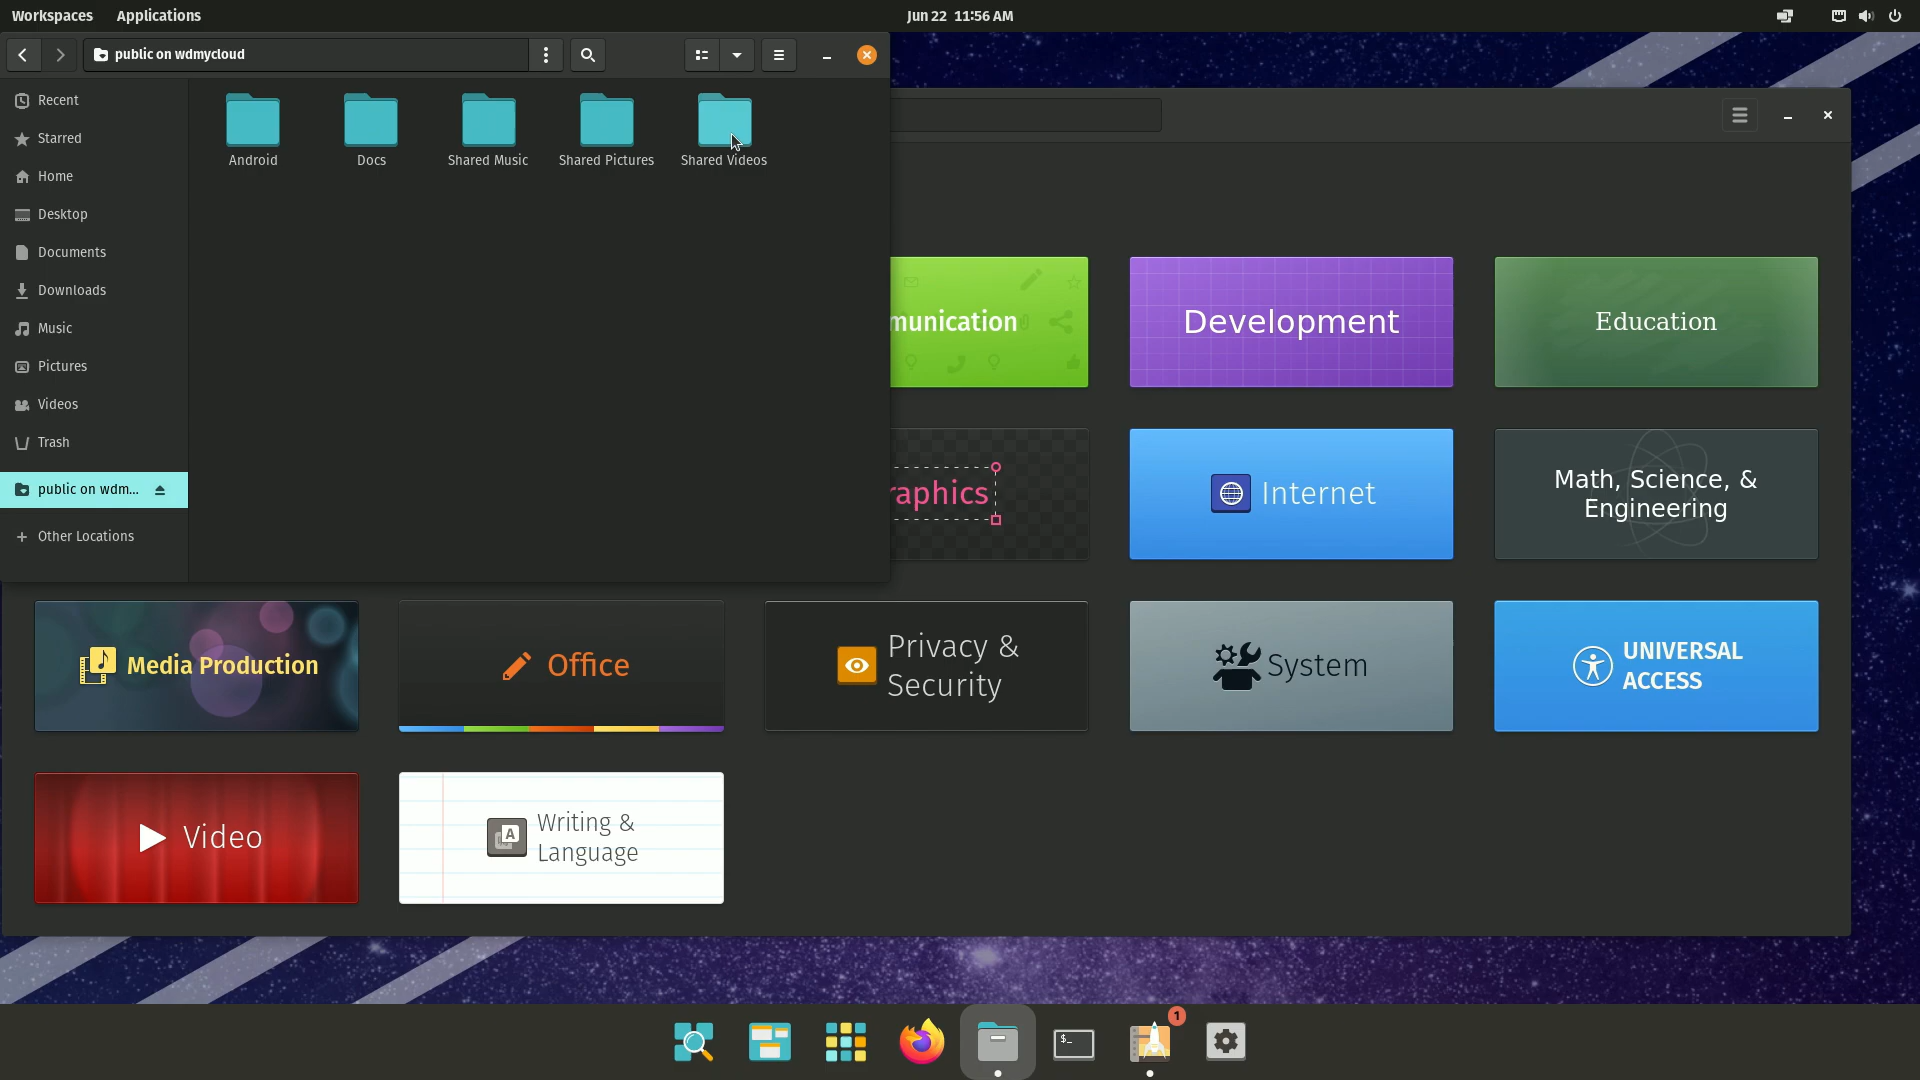 Workspaces Applications Jun 22 11:56 AM
public on wdmycloud
Recent
Starred
Home
Desktop
Documents
Downloads
Music
Pictures
Videos
Trash
public on wdm...
Other Locations
Android Docs Shared Music Shared Pictures Shared Videos
munication
Development
Education
raphics
Internet
Math, Science, &
Engineering
Media Production
Office
Privacy &
Security
System
UNIVERSAL
ACCESS
Video
A
Writing &
Language
$_
1